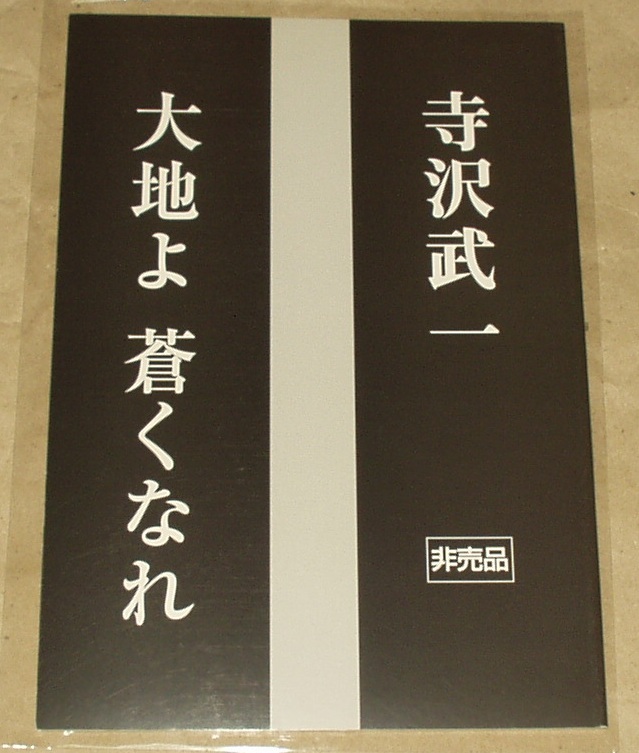 寺沢武一
非売品
大地よ 蒼くなれ